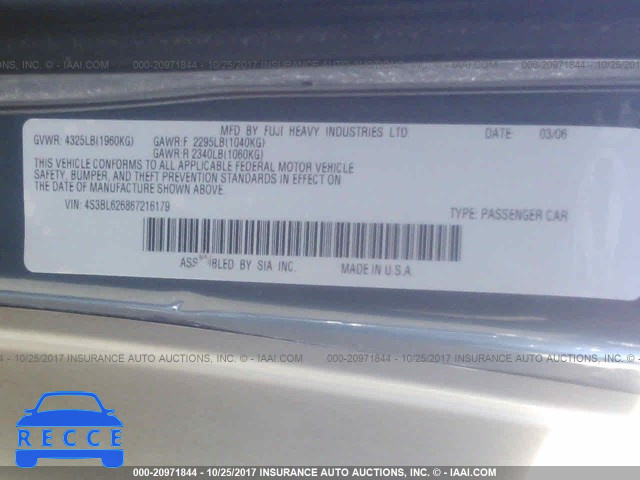 000-20971844 - 10/25/2017 INSURANCE AUTO AUCTIONS,
INC. - © IAAI.COM
000-20971844 - 10/25/2017 INSURANCE AUTO AUCTIONS, INC. - © IAAI.COM
MFD BY FUJI HEAVY INDUSTRIES LTD DATE: 03/06
GVWR: 4325LB(1960KG) GAWR:F 2295LB(1040KG)
GAWR:R 2340LB(1060KG)
THIS VEHICLE CONFORMS TO ALL APPLICABLE FEDERAL MOTOR VEHICLE
SAFETY, BUMPER, AND THEFT PREVENTION STANDARDS IN EFFECT ON
THE DATE OF MANUFACTURE SHOWN ABOVE.
VIN: 4S3BL626867216179 TYPE: PASSENGER CAR
ASS BLED BY SIA INC. MADE IN U.S.A.
- 10/25/2017 INSURANCE AUTO AUCTIONS, INC. - © IAAI.COM
000-20971844 - 10/25/2017 INSURANCE AUTO AUCTIONS,
RECCE
000-20971844 - 10/25/2017 INSURANCE AUTO AUCTIONS, INC. - © IAAI.COM